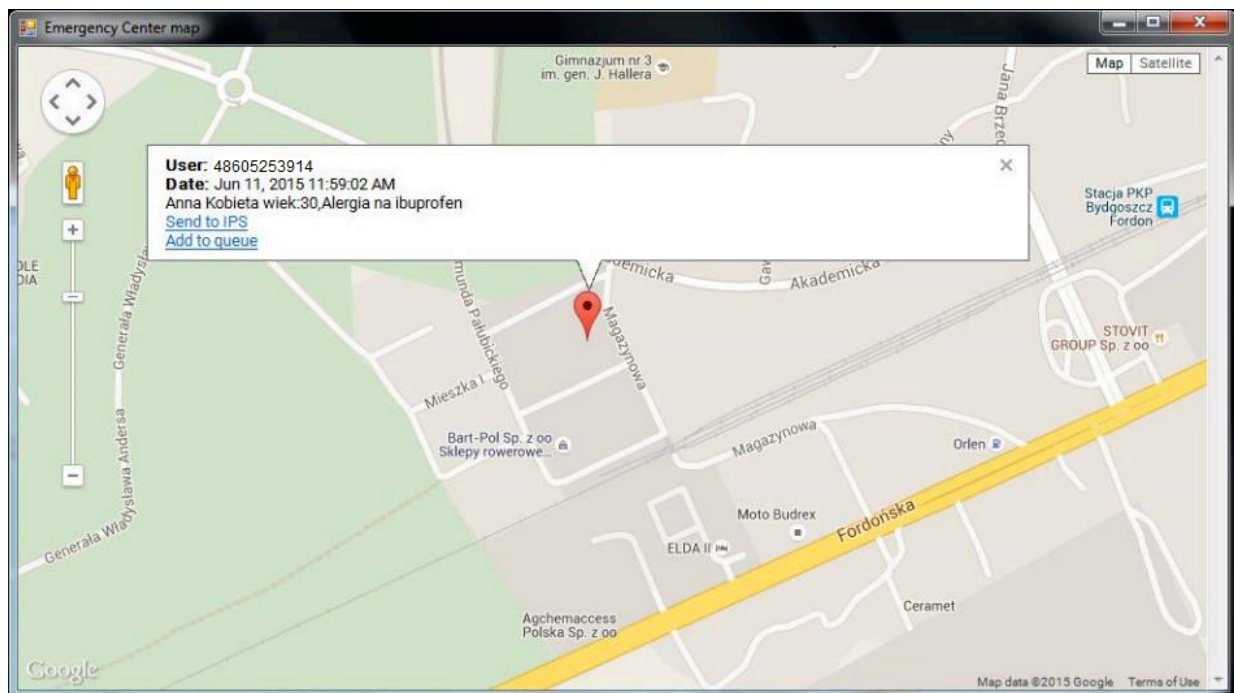 Emergency Center map
Gimnazjum nr 3
im. gen. J. Hallera
Map Satellite
Jana Brzec
User: 48605253914
Date: Jun 11, 2015 11:59:02 AM
Anna Kobieta wiek:30,Alergia na ibuprofen
Send to IPS
Add to queue
Stacja PKP
Bydgoszcz
Fordon
Generała Władysława Andersa
Generała Władysława
Akademicka
Magazynowa
Mieszka I
STOVIT
GROUP Sp. z oo
Bart-Pol Sp. z oo
Sklepy rowerowe...
Magazynowa
Orlen
Moto Budrex
Fordońska
ELDA II
Ceramet
Agchemaccess
Polska Sp. z oo
Google
Map data ©2015 Google Terms of Use